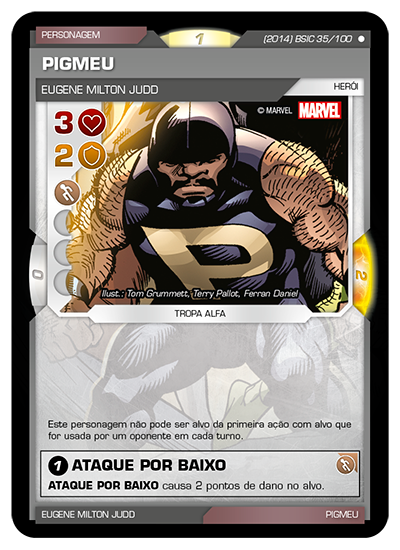 PERSONAGEM
1
(2014) BSIC 35/100 ●
PIGMEU
EUGENE MILTON JUDD
HERÓI
© MARVEL MARVEL
3
2
P
0
2
Ilust.: Tom Grummett, Terry Pallot, Ferran Daniel
TROPA ALFA
Este personagem não pode ser alvo da primeira ação com alvo que
for usada por um oponente em cada turno.
1 ATAQUE POR BAIXO
ATAQUE POR BAIXO causa 2 pontos de dano no alvo.
EUGENE MILTON JUDD
PIGMEU